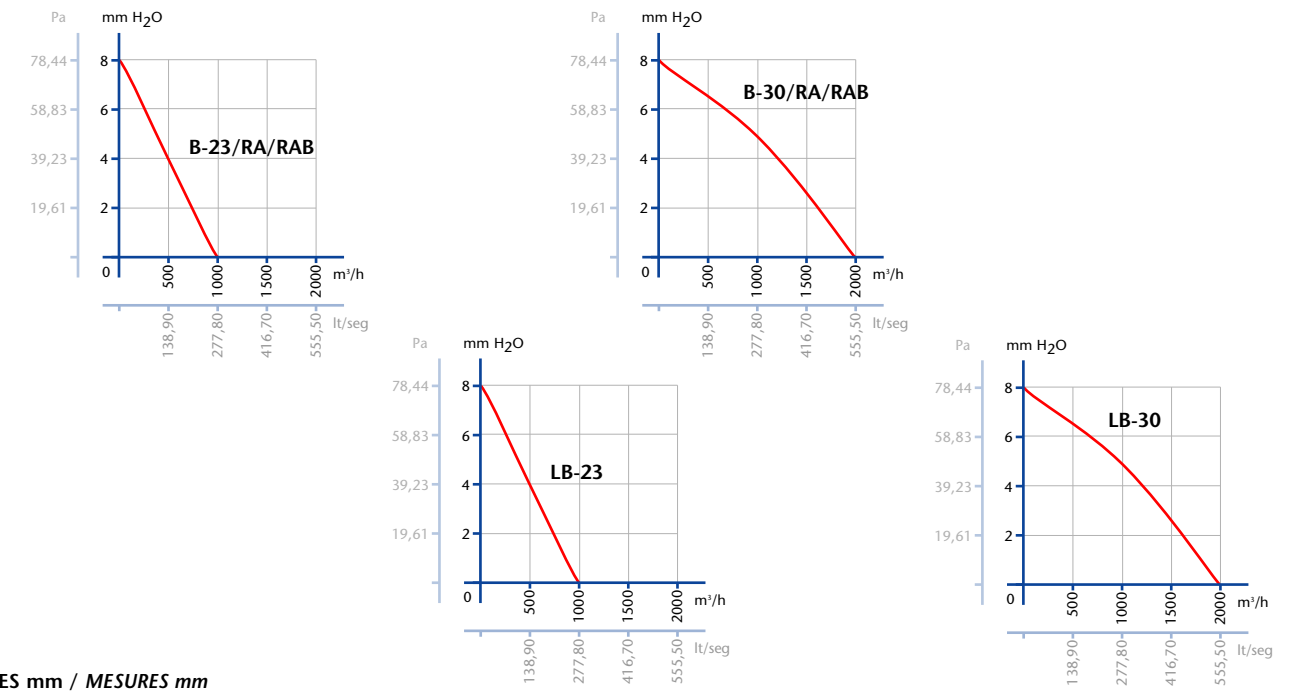 Pa mm H2O
78,44 8
58,83 6
39,23 4
19,61 2
B-23/RA/RAB
0 500 1000 1500 2000 m³/h
138,90 277,80 416,70 555,50 lt/seg
Pa mm H2O
78,44 8
58,83 6
39,23 4
19,61 2
B-30/RA/RAB
0 500 1000 1500 2000 m³/h
138,90 277,80 416,70 555,50 lt/seg
Pa mm H2O
78,44 8
58,83 6
39,23 4
19,61 2
LB-23
0 500 1000 1500 2000 m³/h
138,90 277,80 416,70 555,50 lt/seg
Pa mm H2O
78,44 8
58,83 6
39,23 4
19,61 2
LB-30
0 500 1000 1500 2000 m³/h
138,90 277,80 416,70 555,50 lt/seg
ES mm / MESURES mm